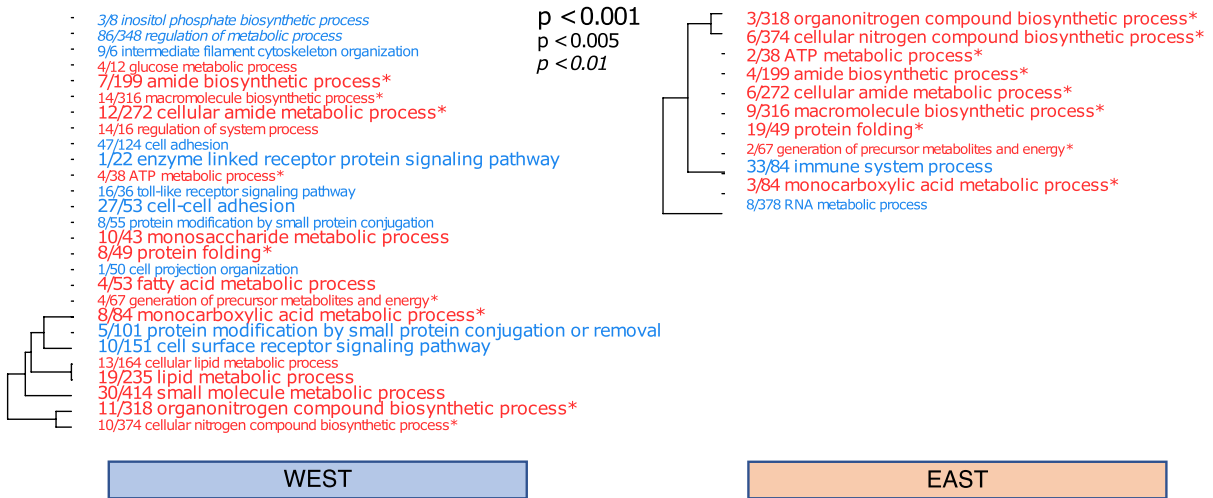 3/8 inositol phosphate biosynthetic process
86/348 regulation of metabolic process
9/6 intermediate filament cytoskeleton organization
4/12 glucose metabolic process
7/199 amide biosynthetic process*
14/316 macromolecule biosynthetic process*
12/272 cellular amide metabolic process*
14/16 regulation of system process
47/124 cell adhesion
1/22 enzyme linked receptor protein signaling pathway
4/38 ATP metabolic process*
16/36 toll-like receptor signaling pathway
27/53 cell-cell adhesion
8/55 protein modification by small protein conjugation
10/43 monosaccharide metabolic process
8/49 protein folding*
1/50 cell projection organization
4/53 fatty acid metabolic process
4/67 generation of precursor metabolites and energy*
8/84 monocarboxylic acid metabolic process*
5/101 protein modification by small protein conjugation or removal
10/151 cell surface receptor signaling pathway
13/164 cellular lipid metabolic process
19/235 lipid metabolic process
30/414 small molecule metabolic process
11/318 organonitrogen compound biosynthetic process*
10/374 cellular nitrogen compound biosynthetic process*
WEST
p < 0.001
p < 0.005
p < 0.01
3/318 organonitrogen compound biosynthetic process*
6/374 cellular nitrogen compound biosynthetic process*
2/38 ATP metabolic process*
4/199 amide biosynthetic process*
6/272 cellular amide metabolic process*
9/316 macromolecule biosynthetic process*
19/49 protein folding*
2/67 generation of precursor metabolites and energy*
33/84 immune system process
3/84 monocarboxylic acid metabolic process*
8/378 RNA metabolic process
EAST